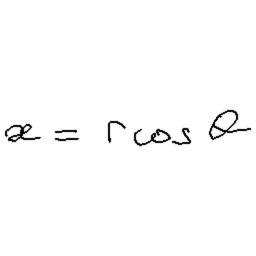 x = r cos θ